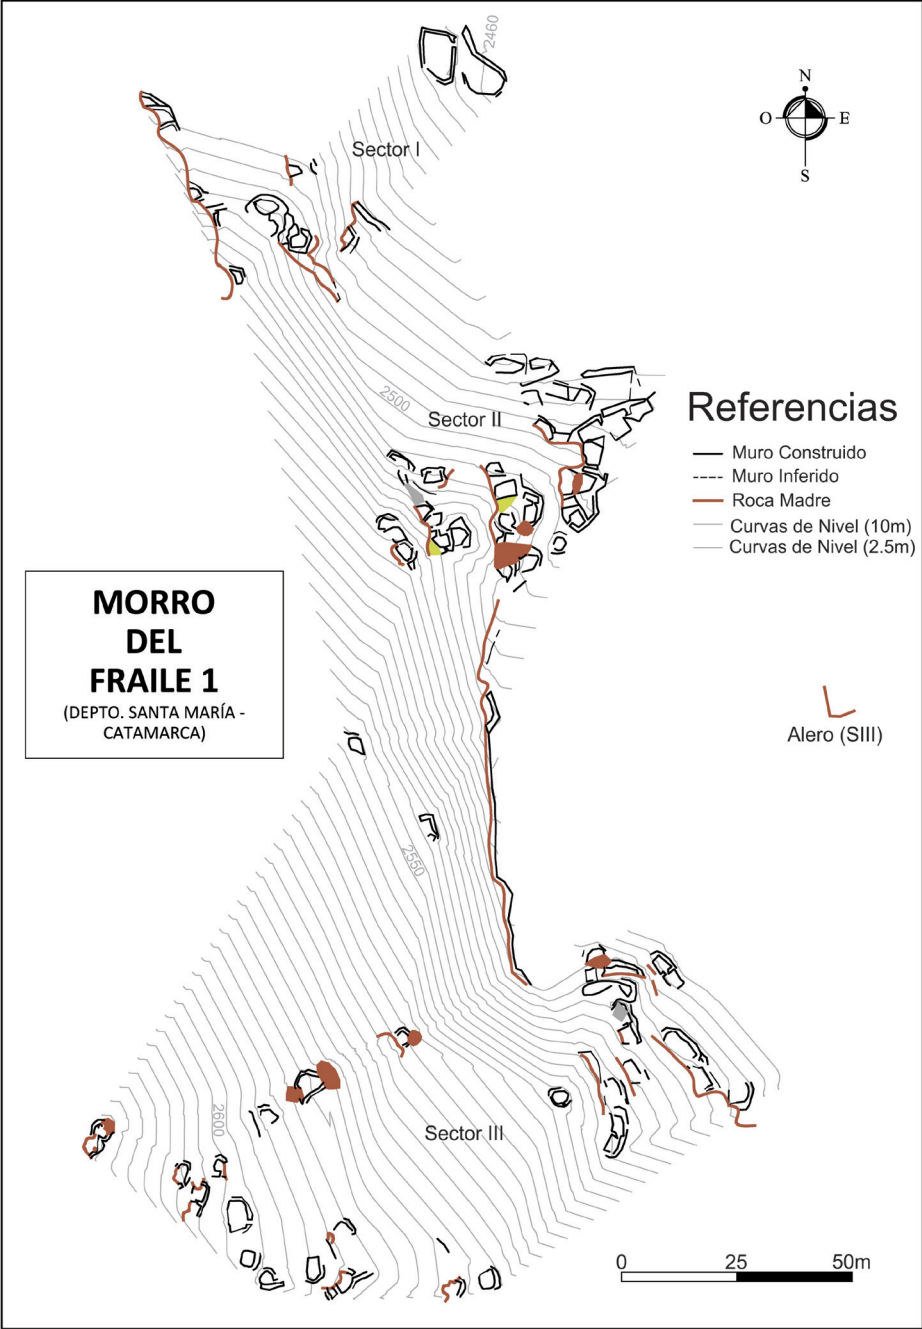 2460
N
O E
S
Sector I
2500
Sector II
Referencias
Muro Construido
Muro Inferido
Roca Madre
Curvas de Nivel (10m)
Curvas de Nivel (2.5m)
MORRO
DEL
FRAILE 1
(DEPTO. SANTA MARÍA -
CATAMARCA)
Alero (SIII)
2550
2600
Sector III
0 25 50m